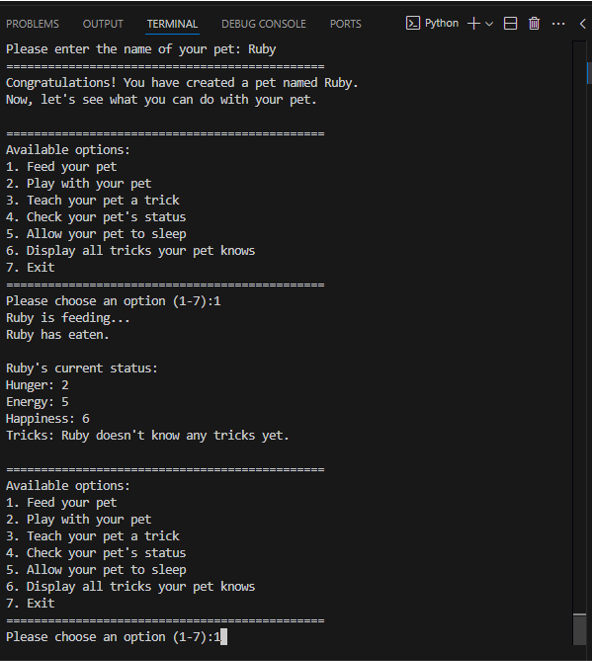 PROBLEMS OUTPUT TERMINAL DEBUG CONSOLE PORTS Python
Please enter the name of your pet: Ruby
==============================================
Congratulations! You have created a pet named Ruby.
Now, let's see what you can do with your pet.
==============================================
Available options:
1. Feed your pet
2. Play with your pet
3. Teach your pet a trick
4. Check your pet's status
5. Allow your pet to sleep
6. Display all tricks your pet knows
7. Exit
==============================================
Please choose an option (1-7):1
Ruby is feeding...
Ruby has eaten.
Ruby's current status:
Hunger: 2
Energy: 5
Happiness: 6
Tricks: Ruby doesn't know any tricks yet.
==============================================
Available options:
1. Feed your pet
2. Play with your pet
3. Teach your pet a trick
4. Check your pet's status
5. Allow your pet to sleep
6. Display all tricks your pet knows
7. Exit
==============================================
Please choose an option (1-7):1